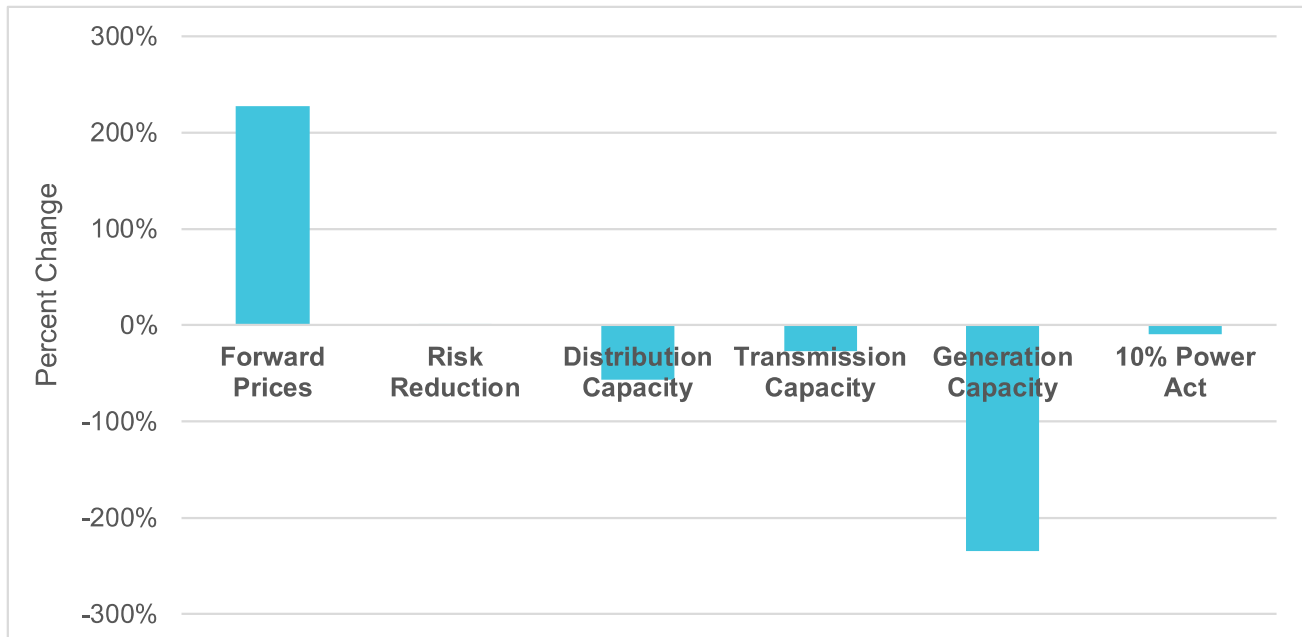 300%
200%
100%
0%
-100%
-200%
-300%
Percent Change
Forward
Prices
Risk
Reduction
Distribution
Capacity
Transmission
Capacity
Generation
Capacity
10% Power
Act